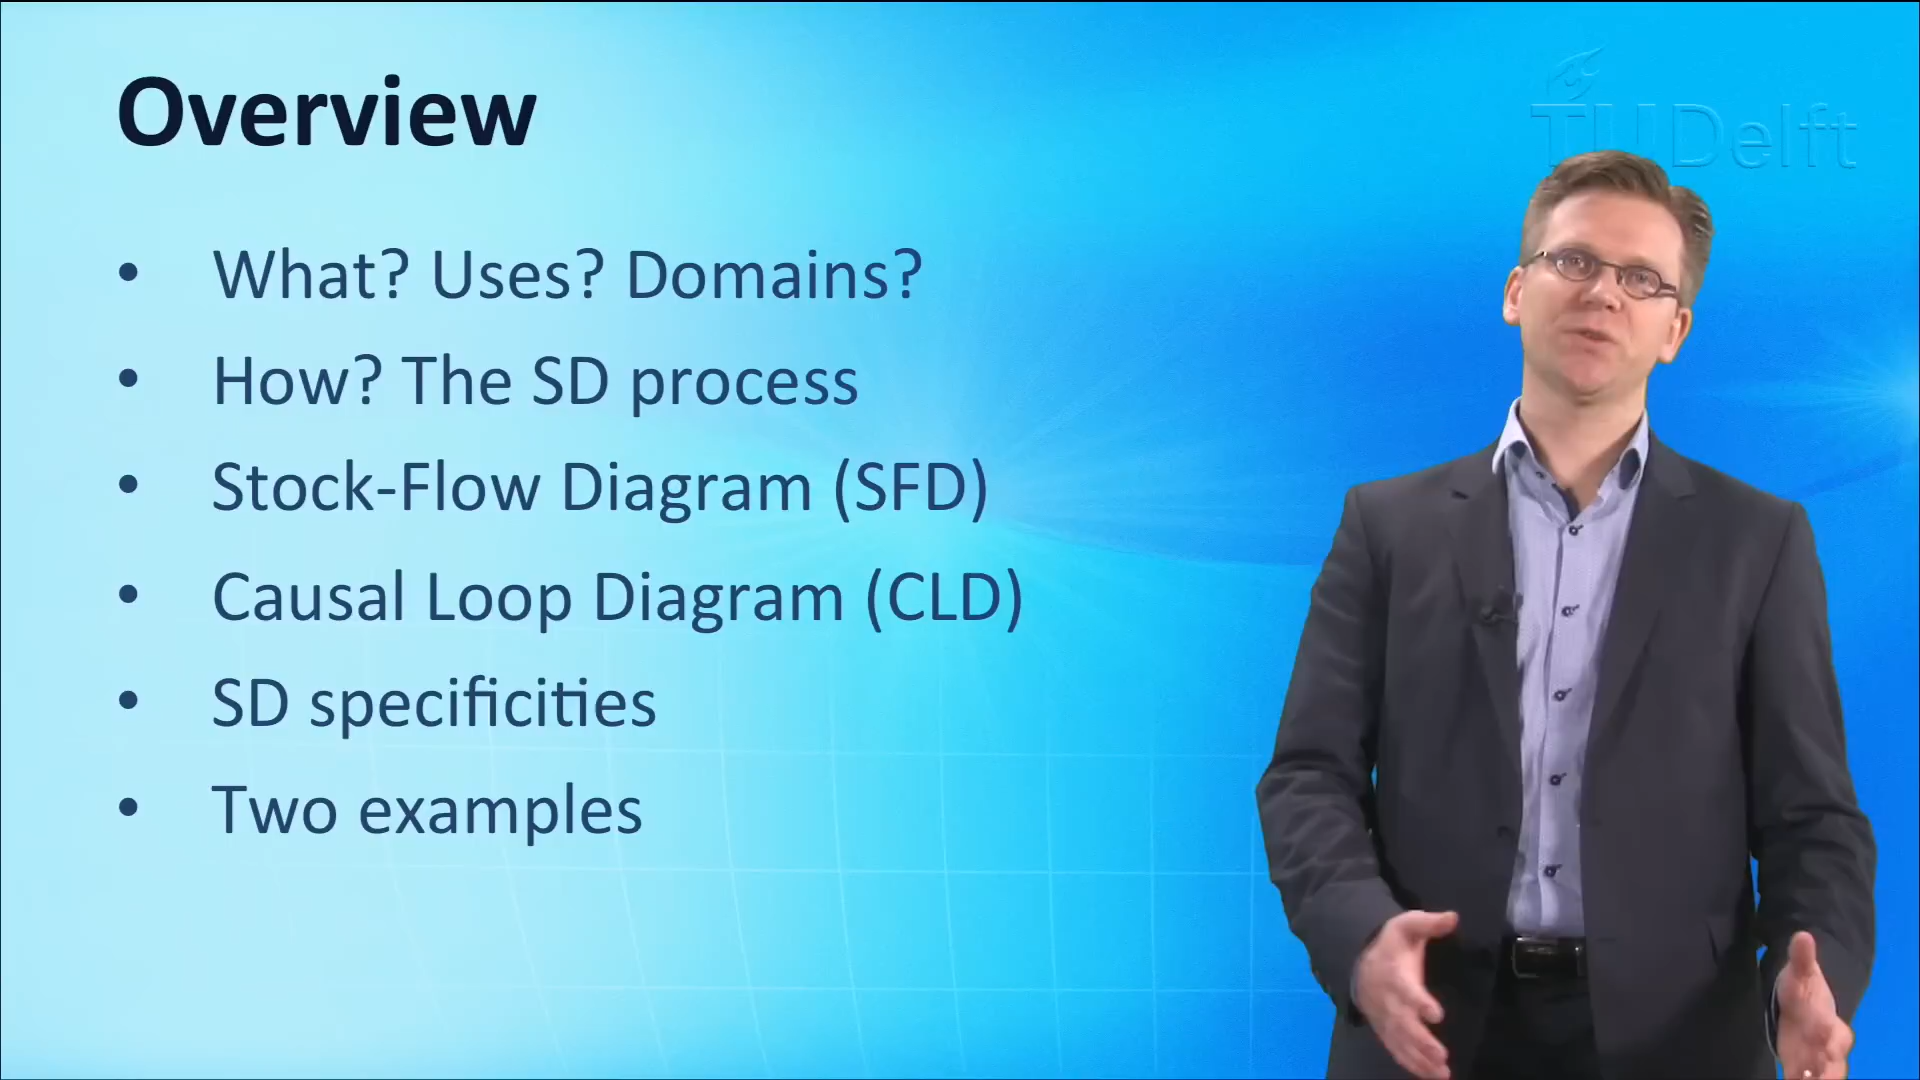 Overview
TU Delft
• What? Uses? Domains?
• How? The SD process
• Stock-Flow Diagram (SFD)
• Causal Loop Diagram (CLD)
• SD specificities
• Two examples